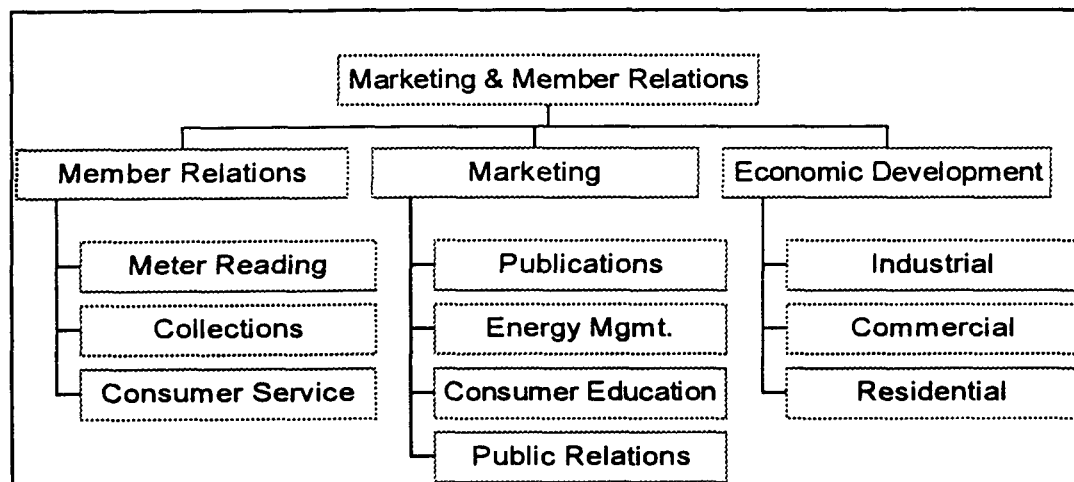 Marketing & Member Relations
Member Relations
Marketing
Economic Development
Meter Reading
Publications
Industrial
Collections
Energy Mgmt.
Commercial
Consumer Service
Consumer Education
Residential
Public Relations